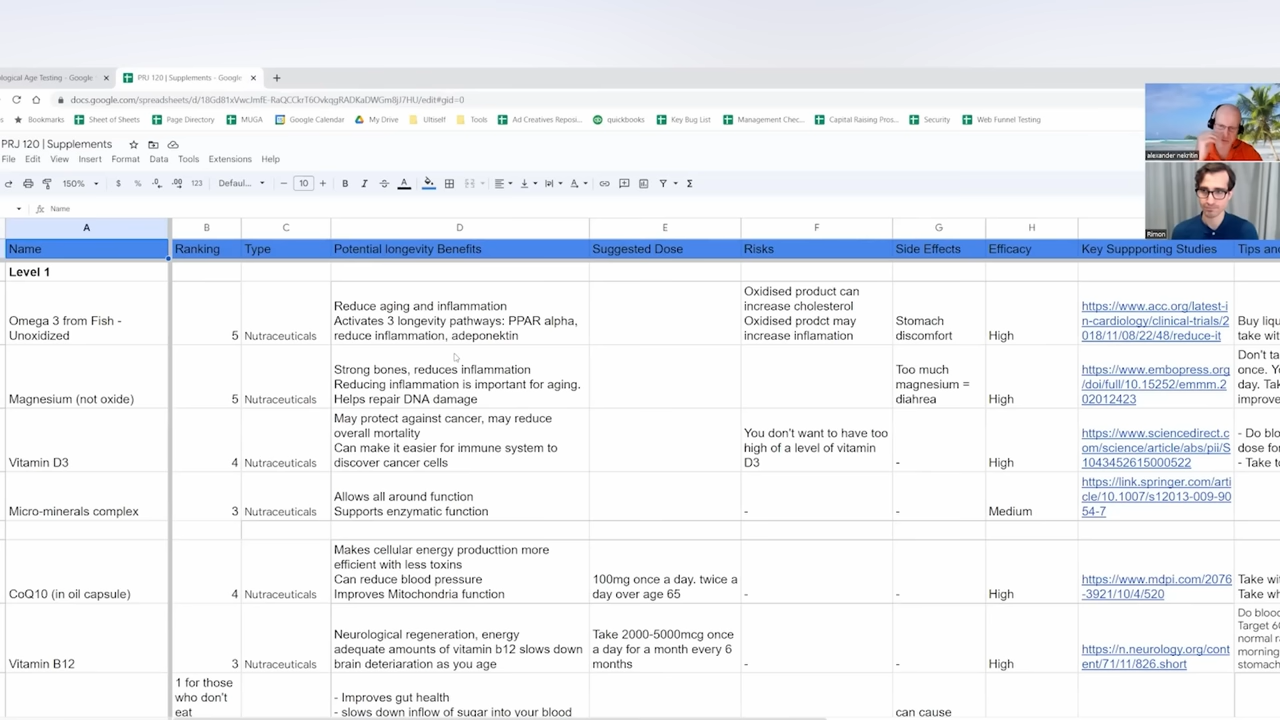 ological Age Testing - Google
PRJ 120 | Supplements - Google
docs.google.com/spreadsheets/d/18Gd81xVwcJmfE-RaQCCkrT6OvkqgRADKaDWGm8jJ7HU/edit#gid=0
Bookmarks Sheet of Sheets Page Directory MUGA Google Calendar My Drive Ultiself Tools Ad Creatives Reposi... quickbooks Key Bug List Management Chec... Capital Raising Pros... Security Web Funnel Testing
PRJ 120 | Supplements
File Edit View Insert Format Data Tools Extensions Help
150% $ % .0 .00 123 Defaul... 10 B I S A
fx Name
alexander nekritin
Rimon
A B C D E F G H
Name Ranking Type Potential longevity Benefits Suggested Dose Risks Side Effects Efficacy Key Suppporting Studies Tips and
Level 1
Omega 3 from Fish -
Unoxidized
5
Nutraceuticals
Reduce aging and inflammation
Activates 3 longevity pathways: PPAR alpha,
reduce inflammation, adeponektin
Oxidised product can
increase cholesterol
Oxidised prodct may
increase inflamation
Stomach
discomfort
High
https://www.acc.org/latest-i
n-cardiology/clinical-trials/2
018/11/08/22/48/reduce-it
Buy liqu
take with
Magnesium (not oxide)
5
Nutraceuticals
Strong bones, reduces inflammation
Reducing inflammation is important for aging.
Helps repair DNA damage
Too much
magnesium =
diahrea
High
https://www.embopress.org
/doi/full/10.15252/emmm.2
02012423
Don't ta
once. Yo
day. Tak
improve
Vitamin D3
4
Nutraceuticals
May protect against cancer, may reduce
overall mortality
Can make it easier for immune system to
discover cancer cells
You don't want to have too
high of a level of vitamin
D3
-
High
https://www.sciencedirect.c
om/science/article/abs/pii/S
1043452615000522
- Do blo
dose for
- Take to
Micro-minerals complex
3
Nutraceuticals
Allows all around function
Supports enzymatic function
-
-
Medium
https://link.springer.com/arti
cle/10.1007/s12013-009-90
54-7
CoQ10 (in oil capsule)
4
Nutraceuticals
Makes cellular energy producttion more
efficient with less toxins
Can reduce blood pressure
Improves Mitochondria function
100mg once a day. twice a
day over age 65
-
-
High
https://www.mdpi.com/2076
-3921/10/4/520
Take wit
Take wh
Vitamin B12
3
Nutraceuticals
Neurological regeneration, energy
adequate amounts of vitamin b12 slows down
brain deteriaration as you age
Take 2000-5000mcg once
a day for a month every 6
months
-
-
High
https://n.neurology.org/cont
ent/71/11/826.short
Do blood
Target 60
normal ra
morning
stomach
1 for those
who don't
eat
- Improves gut health
- slows down inflow of sugar into your blood
can cause